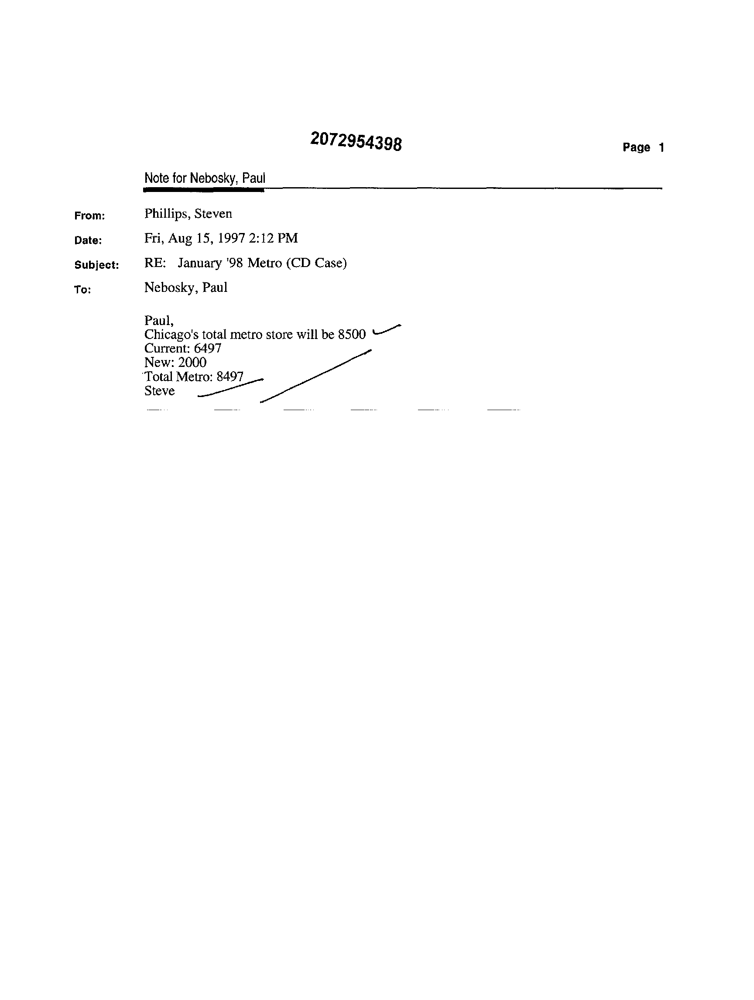 2072954398
Page 1
Note for Nebosky, Paul
From: Phillips, Steven
Date: Fri, Aug 15, 1997 2:12 PM
Subject: RE: January '98 Metro (CD Case)
To: Nebosky, Paul
Paul,
Chicago's total metro store will be 8500
Current: 6497
New: 2000
Total Metro: 8497
Steve